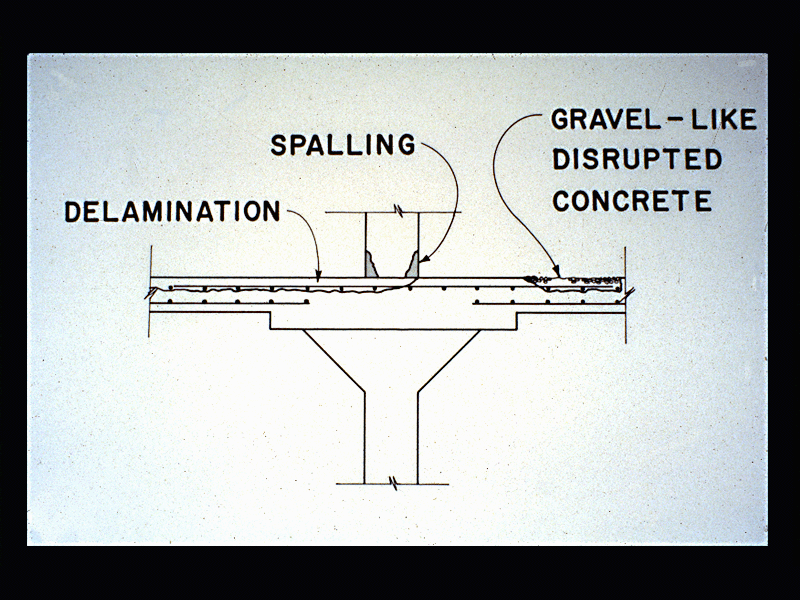 SPALLING
GRAVEL-LIKE
DISRUPTED
CONCRETE
DELAMINATION